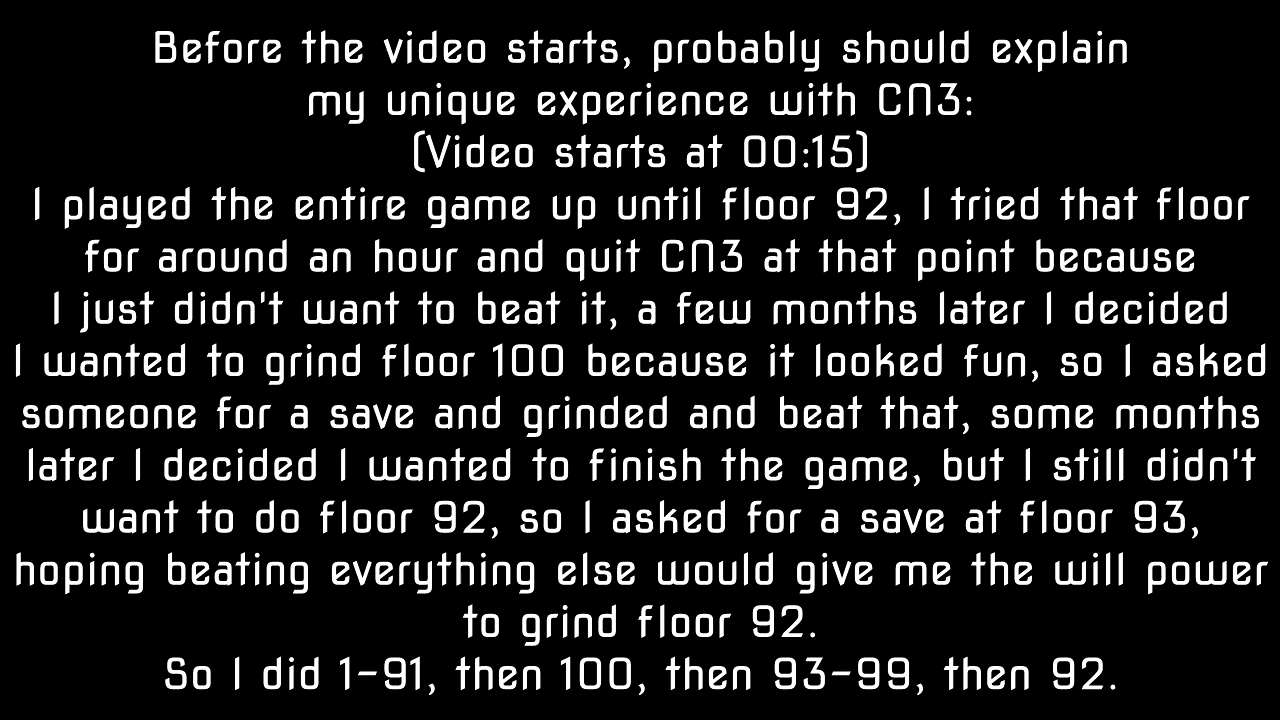 Before the video starts, probably should explain
my unique experience with CN3:
(Video starts at 00:15)
I played the entire game up until floor 92, I tried that floor
for around an hour and quit CN3 at that point because
I just didn't want to beat it, a few months later I decided
I wanted to grind floor 100 because it looked fun, so I asked
someone for a save and grinded and beat that, some months
later I decided I wanted to finish the game, but I still didn't
want to do floor 92, so I asked for a save at floor 93,
hoping beating everything else would give me the will power
to grind floor 92.
So I did 1-91, then 100, then 93-99, then 92.